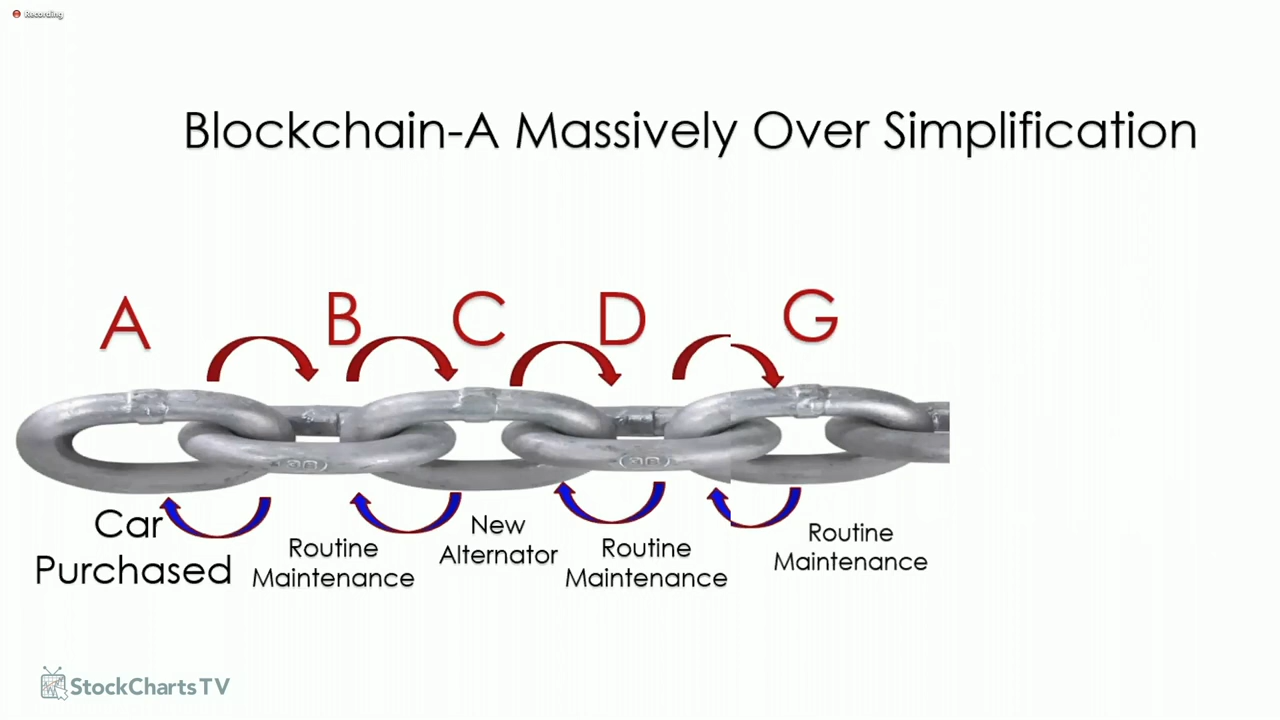 Recording
Blockchain-A Massively Over Simplification
A
B
C
D
G
Car
Purchased
Routine
Maintenance
New
Alternator
Routine
Maintenance
Routine
Maintenance
StockChartsTV